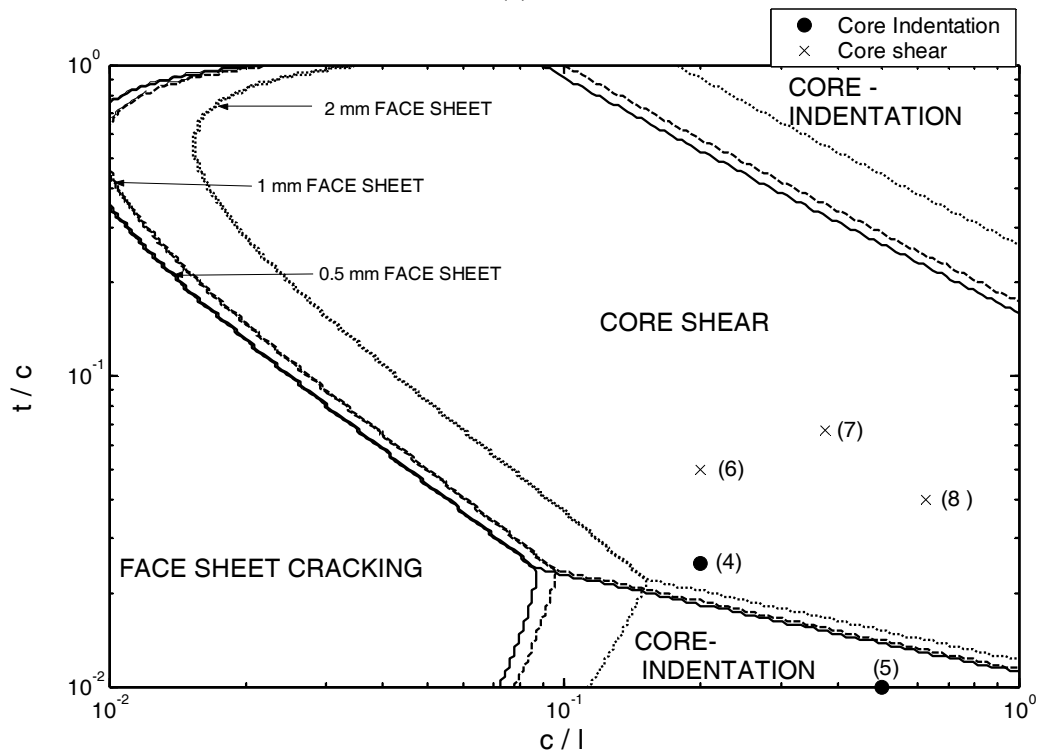 Core Indentation
Core shear
10^0
CORE -
INDENTATION
2 mm FACE SHEET
1 mm FACE SHEET
0.5 mm FACE SHEET
CORE SHEAR
10^-1
t / c
(7)
(6)
(8 )
(4)
FACE SHEET CRACKING
CORE-
INDENTATION
(5)
10^-2
10^-2
10^-1
10^0
c / l